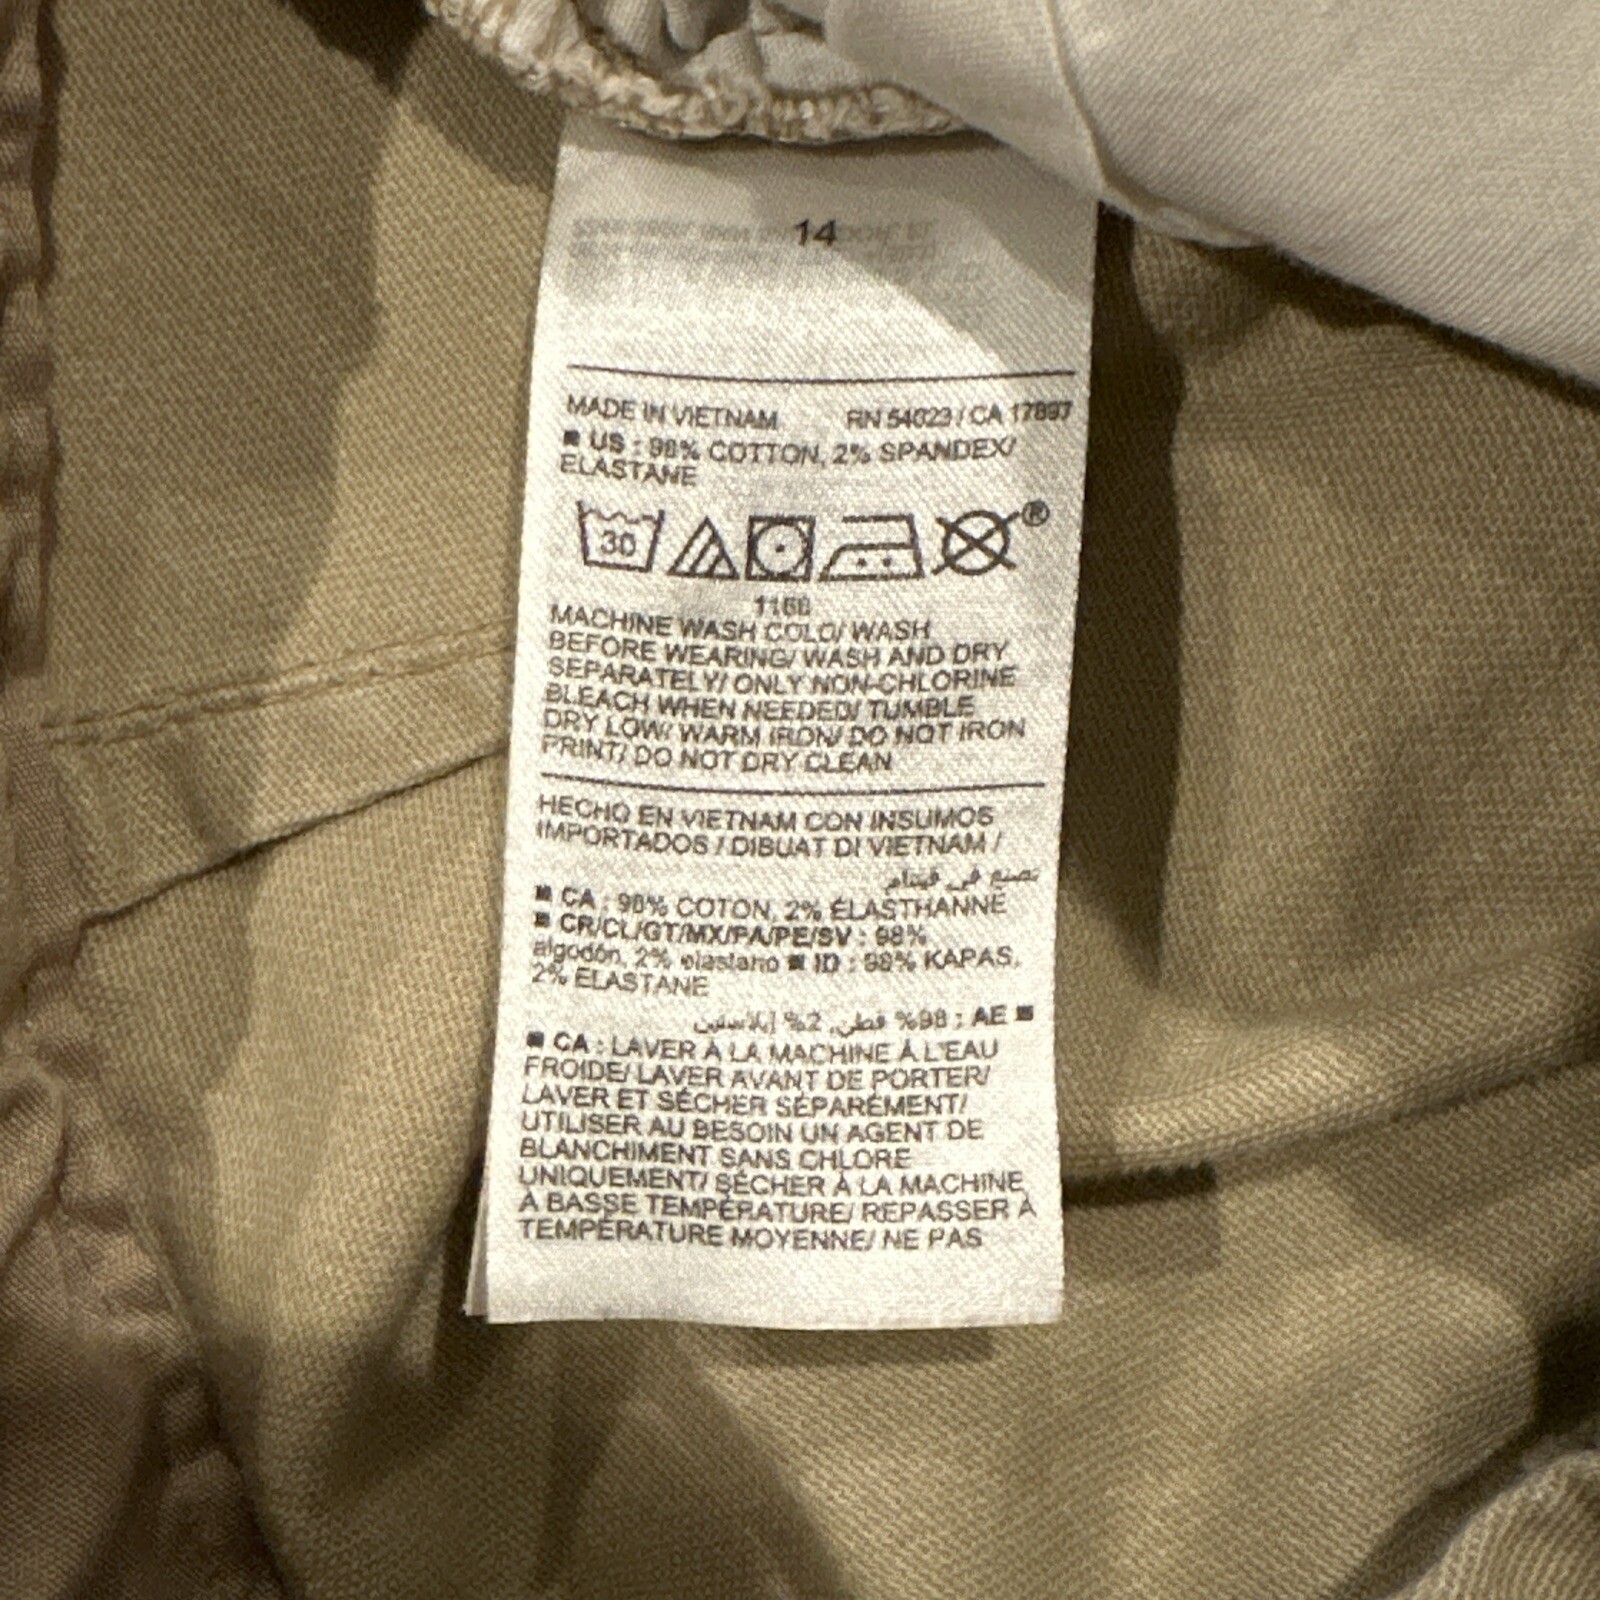 14
MADE IN VIETNAM RN 54023 / CA 17897
■ US : 98% COTTON, 2% SPANDEX/
ELASTANE
30
®
1168
MACHINE WASH COLD/ WASH
BEFORE WEARING/ WASH AND DRY
SEPARATELY/ ONLY NON-CHLORINE
BLEACH WHEN NEEDED/ TUMBLE
DRY LOW/ WARM IRON/ DO NOT IRON
PRINT/ DO NOT DRY CLEAN
HECHO EN VIETNAM CON INSUMOS
IMPORTADOS / DIBUAT DI VIETNAM /
تصنع في فيتنام
■ CA : 98% COTON, 2% ÉLASTHANNE
■ CR/CL/GT/MX/PA/PE/SV : 98%
algodón, 2% elastano ■ ID : 98% KAPAS,
2% ELASTANE
■ AE : 98% قطن, 2% إيلاستين
■ CA : LAVER À LA MACHINE À L'EAU
FROIDE/ LAVER AVANT DE PORTER/
LAVER ET SÉCHER SÉPARÉMENT/
UTILISER AU BESOIN UN AGENT DE
BLANCHIMENT SANS CHLORE
UNIQUEMENT/ SÉCHER À LA MACHINE
À BASSE TEMPÉRATURE/ REPASSER À
TEMPÉRATURE MOYENNE/ NE PAS